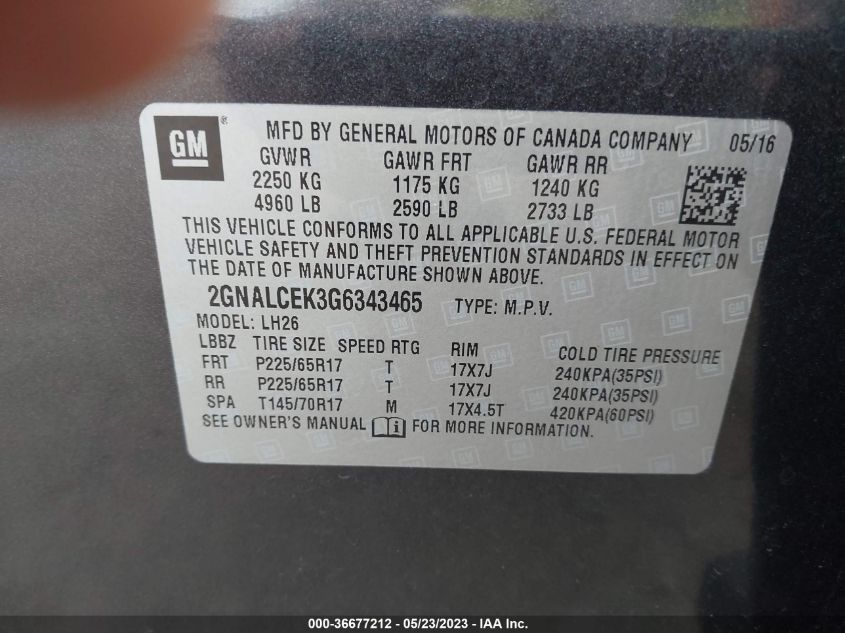 GM® MFD BY GENERAL MOTORS OF CANADA COMPANY 05/16
GVWR GAWR FRT GAWR RR
2250 KG 1175 KG 1240 KG
4960 LB 2590 LB 2733 LB
THIS VEHICLE CONFORMS TO ALL APPLICABLE U.S. FEDERAL MOTOR
VEHICLE SAFETY AND THEFT PREVENTION STANDARDS IN EFFECT ON
THE DATE OF MANUFACTURE SHOWN ABOVE.
2GNALCEK3G6343465 TYPE: M.P.V.
MODEL: LH26
LBBZ TIRE SIZE SPEED RTG RIM COLD TIRE PRESSURE
FRT P225/65R17 T 17X7J 240KPA(35PSI)
RR P225/65R17 T 17X7J 240KPA(35PSI)
SPA T145/70R17 M 17X4.5T 420KPA(60PSI)
SEE OWNER'S MANUAL i FOR MORE INFORMATION.
000-36677212 - 05/23/2023 - IAA Inc.